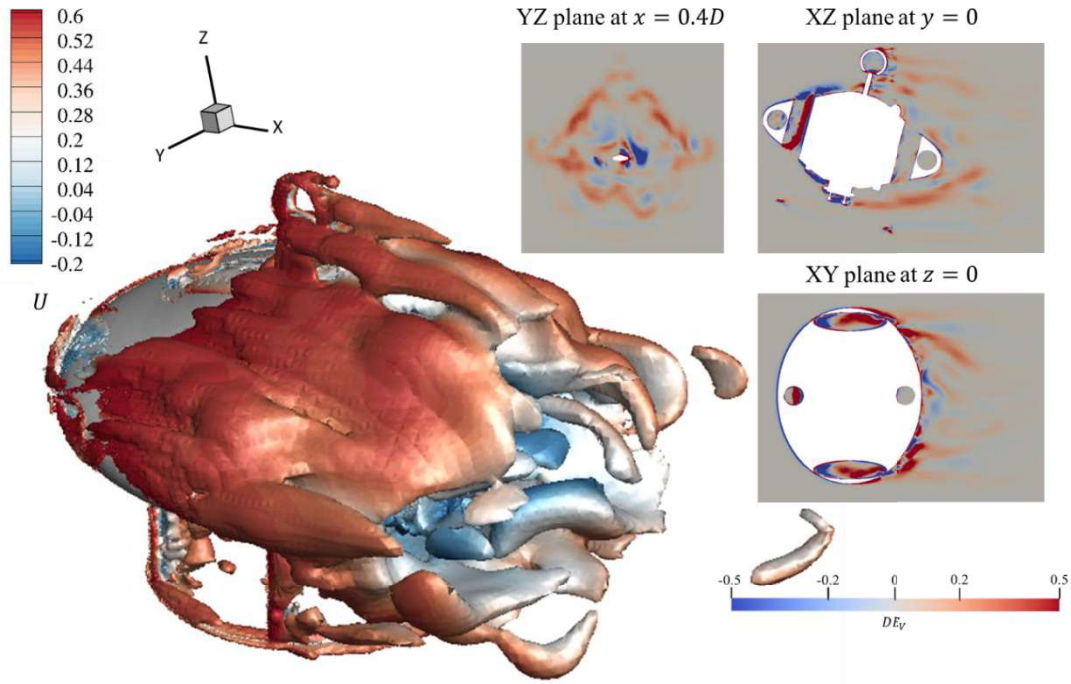 0.6
0.52
0.44
0.36
0.28
0.2
0.12
0.04
-0.04
-0.12
-0.2
U
Z
X
Y
YZ plane at x = 0.4D
XZ plane at y = 0
XY plane at z = 0
-0.5 -0.2 0 0.2 0.5
DE_V